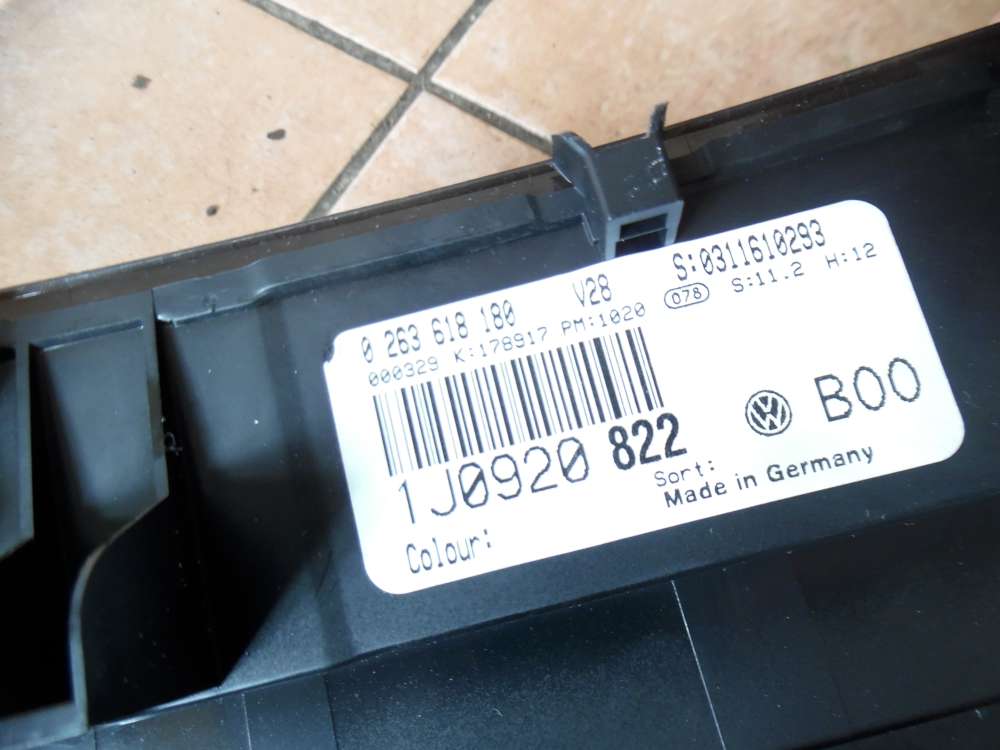 0 263 618 180 V28 S:0311610293
000329 K:178917 PM:1020 078 S:11.2 H:12
1J0920 822 VW B00
Sort:
Colour: Made in Germany